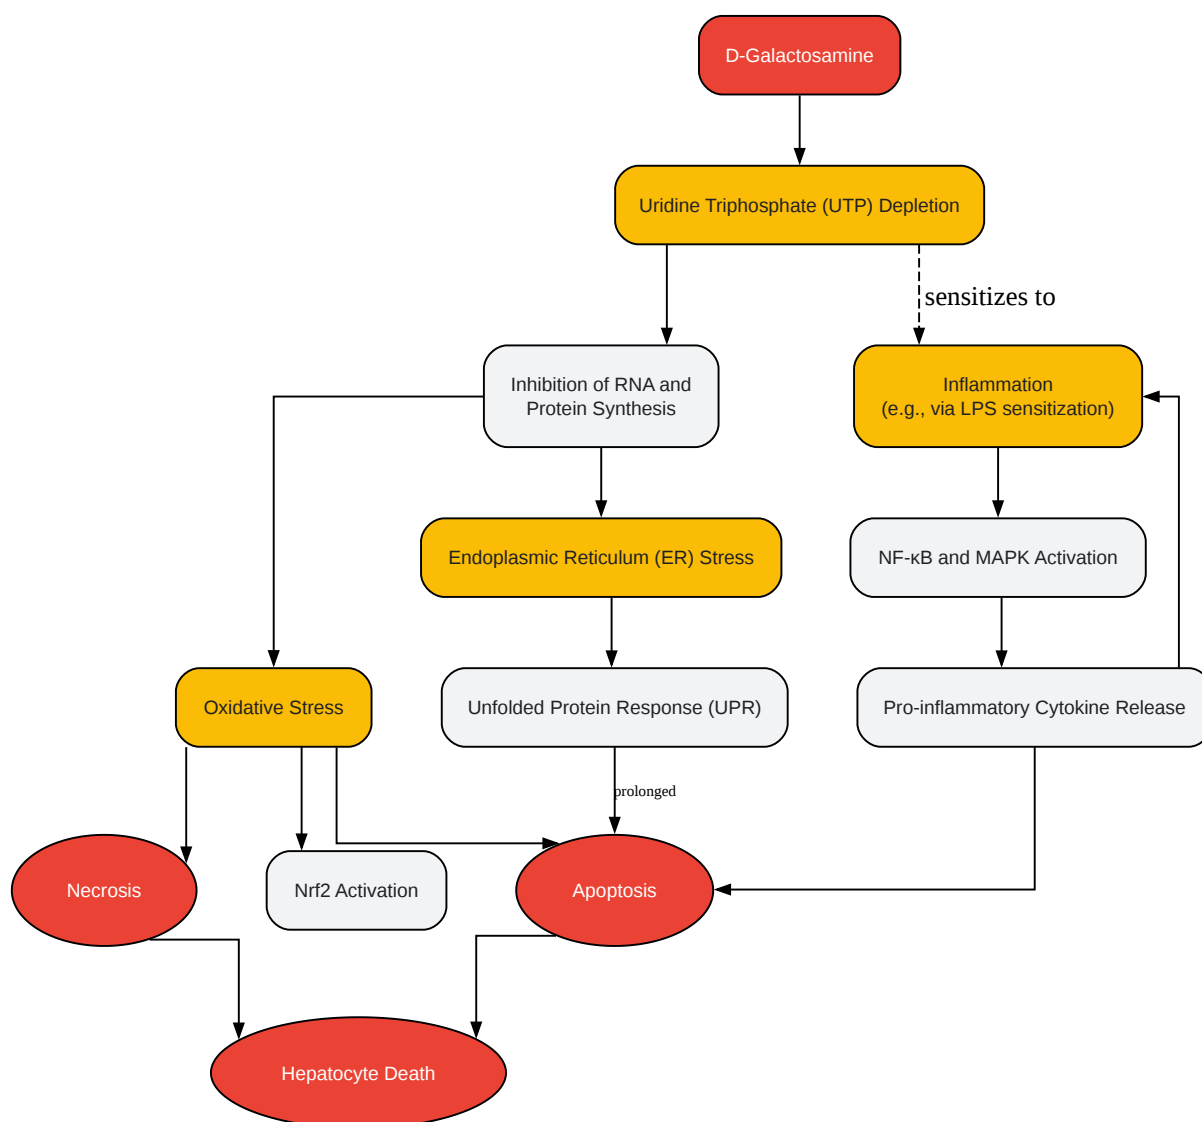 D-Galactosamine
Uridine Triphosphate (UTP) Depletion
sensitizes to
Inhibition of RNA and
Protein Synthesis
Inflammation
(e.g., via LPS sensitization)
Endoplasmic Reticulum (ER) Stress
NF-κB and MAPK Activation
Oxidative Stress
Unfolded Protein Response (UPR)
Pro-inflammatory Cytokine Release
prolonged
Necrosis
Nrf2 Activation
Apoptosis
Hepatocyte Death